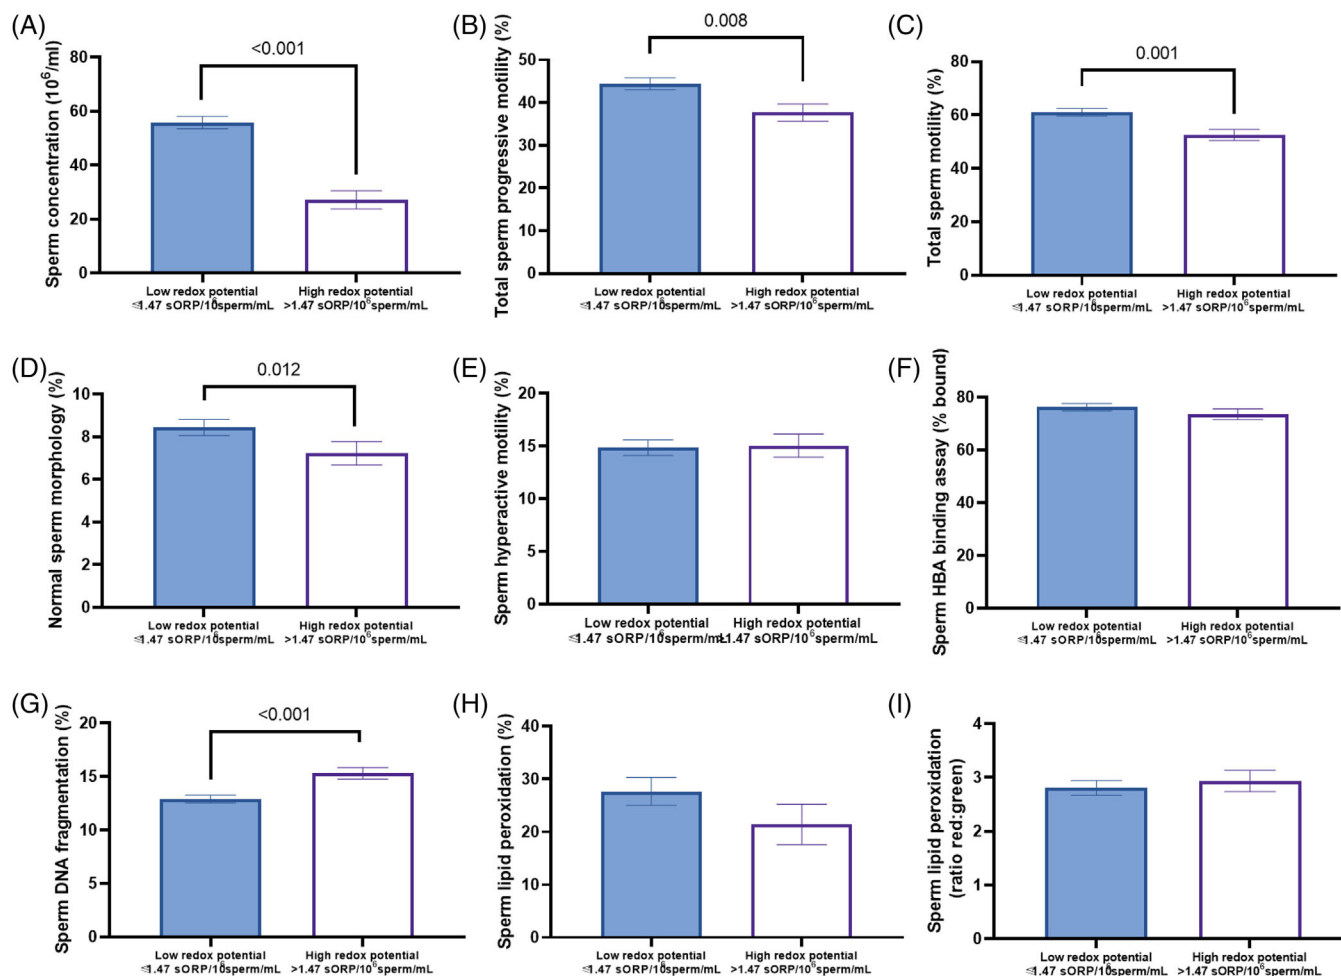 (A)
<0.001
Sperm concentration (10⁶/ml)
80
60
40
20
0
Low redox potential
≤1.47 sORP/10⁶sperm/mL
High redox potential
>1.47 sORP/10⁶sperm/mL
(B)
0.008
Total sperm progressive motility (%)
50
40
30
20
10
0
Low redox potential
≤1.47 sORP/10⁶sperm/mL
High redox potential
>1.47 sORP/10⁶sperm/mL
(C)
0.001
Total sperm motility (%)
80
60
40
20
0
Low redox potential
≤1.47 sORP/10⁶sperm/mL
High redox potential
>1.47 sORP/10⁶sperm/mL
(D)
0.012
Normal sperm morphology (%)
10
8
6
4
2
0
Low redox potential
≤1.47 sORP/10⁶sperm/mL
High redox potential
>1.47 sORP/10⁶sperm/mL
(E)
Sperm hyperactive motility (%)
20
15
10
5
0
Low redox potential
≤1.47 sORP/10⁶sperm/mL
High redox potential
>1.47 sORP/10⁶sperm/mL
(F)
Sperm HBA binding assay (% bound)
80
60
40
20
0
Low redox potential
≤1.47 sORP/10⁶sperm/mL
High redox potential
>1.47 sORP/10⁶sperm/mL
(G)
<0.001
Sperm DNA fragmentation (%)
20
15
10
5
0
Low redox potential
≤1.47 sORP/10⁶sperm/mL
High redox potential
>1.47 sORP/10⁶sperm/mL
(H)
Sperm lipid peroxidation (%)
40
30
20
10
0
Low redox potential
≤1.47 sORP/10⁶sperm/mL
High redox potential
>1.47 sORP/10⁶sperm/mL
(I)
Sperm lipid peroxidation
(ratio red:green)
4
3
2
1
0
Low redox potential
≤1.47 sORP/10⁶sperm/mL
High redox potential
>1.47 sORP/10⁶sperm/mL